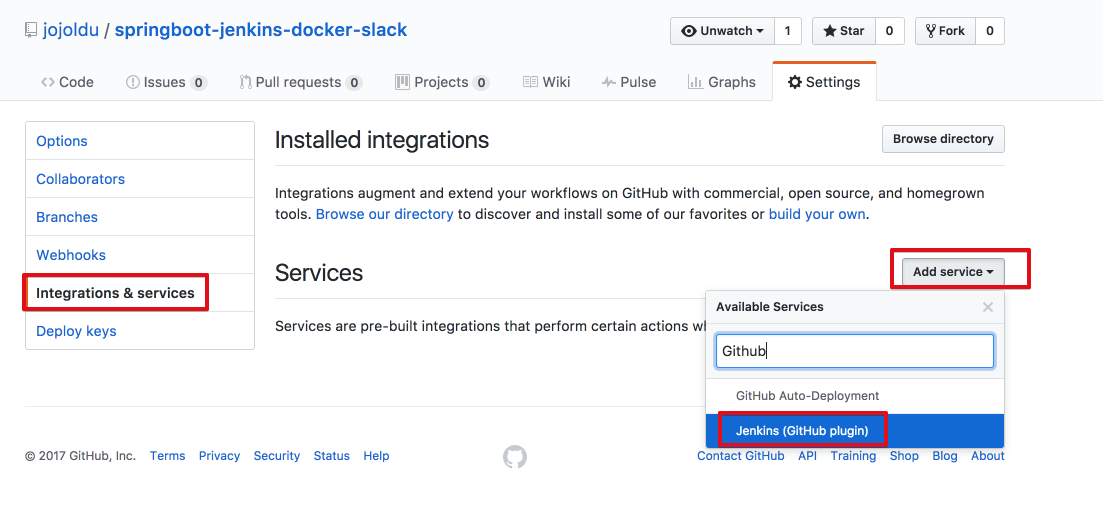 jojoldu / springboot-jenkins-docker-slack
Unwatch 1 Star 0 Fork 0
Code Issues 0 Pull requests 0 Projects 0 Wiki Pulse Graphs Settings
Options
Collaborators
Branches
Webhooks
Integrations & services
Deploy keys
Installed integrations
Browse directory
Integrations augment and extend your workflows on GitHub with commercial, open source, and homegrown
tools. Browse our directory to discover and install some of our favorites or build your own.
Services
Add service
Services are pre-built integrations that perform certain actions
Available Services
Github
GitHub Auto-Deployment
Jenkins (GitHub plugin)
© 2017 GitHub, Inc. Terms Privacy Security Status Help
Contact GitHub API Training Shop Blog About